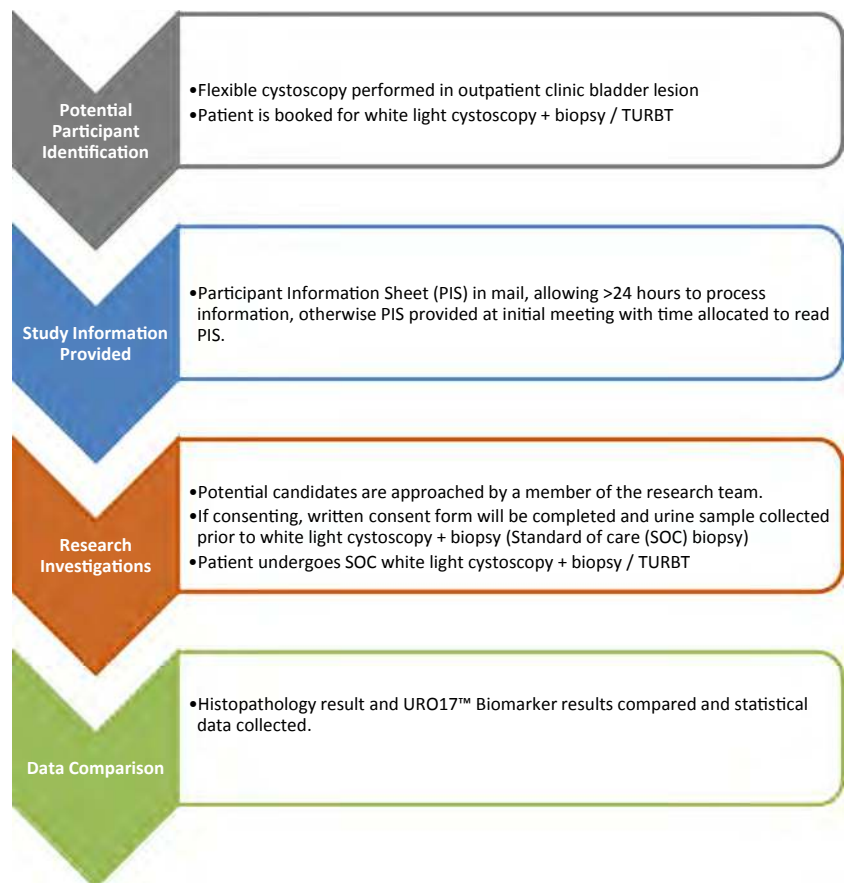 Potential
Participant
Identification
•Flexible cystoscopy performed in outpatient clinic bladder lesion
•Patient is booked for white light cystoscopy + biopsy / TURBT
Study Information
Provided
•Participant Information Sheet (PIS) in mail, allowing >24 hours to process
information, otherwise PIS provided at initial meeting with time allocated to read
PIS.
Research
Investigations
•Potential candidates are approached by a member of the research team.
•If consenting, written consent form will be completed and urine sample collected
prior to white light cystoscopy + biopsy (Standard of care (SOC) biopsy)
•Patient undergoes SOC white light cystoscopy + biopsy / TURBT
Data Comparison
•Histopathology result and URO17™ Biomarker results compared and statistical
data collected.